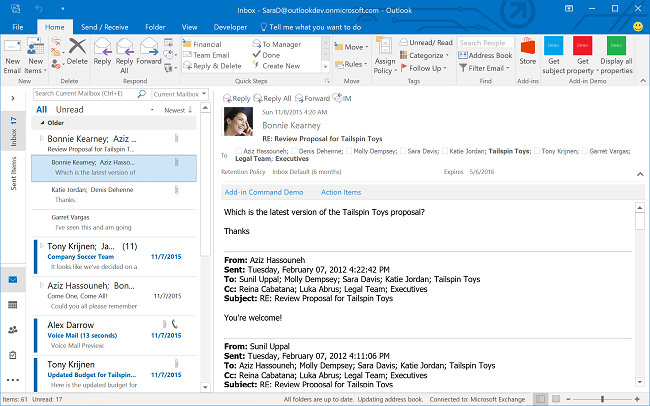 Inbox - SaraD@outlookdev.onmicrosoft.com - Outlook
File Home Send / Receive Folder View Developer Tell me what you want to do
New Email New Items Delete Reply Reply All Forward
Financial To Manager
Team Email Done
Reply & Delete Create New
Move Rules
Assign Policy Unread/ Read
Categorize
Follow Up
Search People
Address Book
Filter Email
Store
Demo Demo Demo
Get subject Get property Display all properties
New Delete Respond Quick Steps Move Tags Find Add-ins Add-in Demo
Search Current Mailbox (Ctrl+E) Current Mailbox
All Unread Newest
Older
Bonnie Kearney; Aziz ...
Review Proposal for Tailspin T...
Bonnie Kearney; Aziz Hasso...
Which is the latest version of
Katie Jordan; Denis Dehenne
Thanks.
Garret Vargas
I've seen this and am going
Tony Krijnen; Ja... (11)
Company Soccer Team 11/7/2015
It looks like we've decided on a
Aziz Hassouneh; Bon...
Come One, Come All! 11/7/2015
Could you all please remember
Alex Darrow
Voice Mail (13 seconds) 11/7/2015
Voice Mail Preview:
Tony Krijnen
Updated Budget for Tailspin... 11/7/2015
Here is the updated budget for
Inbox 17
Sent Items
Reply Reply All Forward IM
Sun 11/8/2015 4:20 AM
Bonnie Kearney
RE: Review Proposal for Tailspin Toys
To Aziz Hassouneh; Denis Dehenne; Molly Dempsey; Sara Davis; Katie Jordan; Tailspin Toys; Tony Krijnen; Garret Vargas;
Legal Team; Executives
Retention Policy Inbox Default (6 months) Expires 5/6/2016
Add-in Command Demo Action Items
Which is the latest version of the Tailspin Toys proposal?
Thanks
From: Aziz Hassouneh
Sent: Tuesday, February 07, 2012 4:22:42 PM
To: Sunil Uppal; Molly Dempsey; Sara Davis; Katie Jordan; Tailspin Toys
Cc: Reina Cabatana; Luka Abrus; Legal Team; Executives
Subject: RE: Review Proposal for Tailspin Toys
You're welcome!
From: Sunil Uppal
Sent: Tuesday, February 07, 2012 4:11:06 PM
To: Aziz Hassouneh; Molly Dempsey; Sara Davis; Katie Jordan; Tailspin Toys
Cc: Reina Cabatana; Luka Abrus; Legal Team; Executives
Subject: RE: Review Proposal for Tailspin Toys
Items: 61 Unread: 17 All folders are up to date. Updating address book. Connected to: Microsoft Exchange